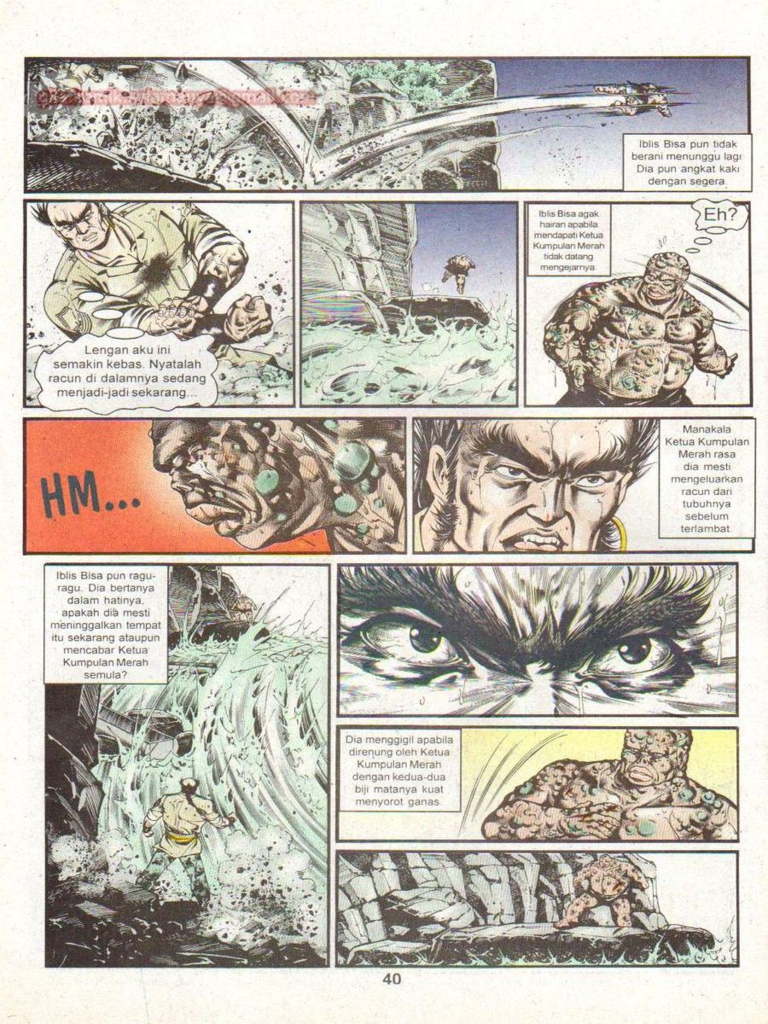 Iblis Bisa pun tidak
berani menunggu lagi
Dia pun angkat kaki
dengan segera
Lengan aku ini
semakin kebas. Nyatalah
racun di dalamnya sedang
menjadi-jadi sekarang...
Iblis Bisa agak
hairan apabila
mendapati Ketua
Kumpulan Merah
tidak datang
mengejarnya
Eh?
HM...
Manakala
Ketua Kumpulan
Merah rasa
dia mesti
mengeluarkan
racun dari
tubuhnya
sebelum
terlambat
Iblis Bisa pun ragu-
ragu. Dia bertanya
dalam hatinya,
apakah dia mesti
meninggalkan tempat
itu sekarang ataupun
mencabar Ketua
Kumpulan Merah
semula?
Dia menggigil apabila
direnung oleh Ketua
Kumpulan Merah
dengan kedua-dua
biji matanya kuat
menyorot ganas
40